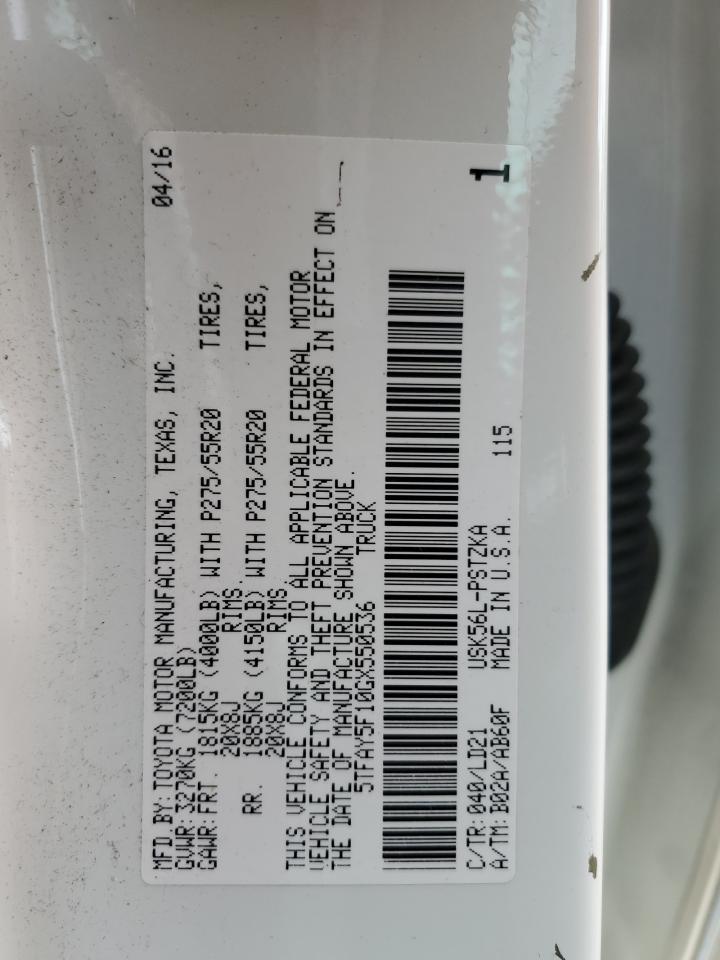 MFD.BY:TOYOTA MOTOR MANUFACTURING, TEXAS, INC. 04/16
GVWR:3270KG (7200LB)
GAWR:FRT. 1815KG (4000LB) WITH P275/55R20 TIRES,
20X8J RIMS.
RR. 1885KG (4150LB) WITH P275/55R20 TIRES,
20X8J RIMS.
THIS VEHICLE CONFORMS TO ALL APPLICABLE FEDERAL MOTOR
VEHICLE SAFETY AND THEFT PREVENTION STANDARDS IN EFFECT ON
THE DATE OF MANUFACTURE SHOWN ABOVE.
5TFAY5F10GX550536 TRUCK
C/TR:040/LD21 USK56L-PSTZKA
A/TM:B02A/AB60F MADE IN U.S.A. 115 1